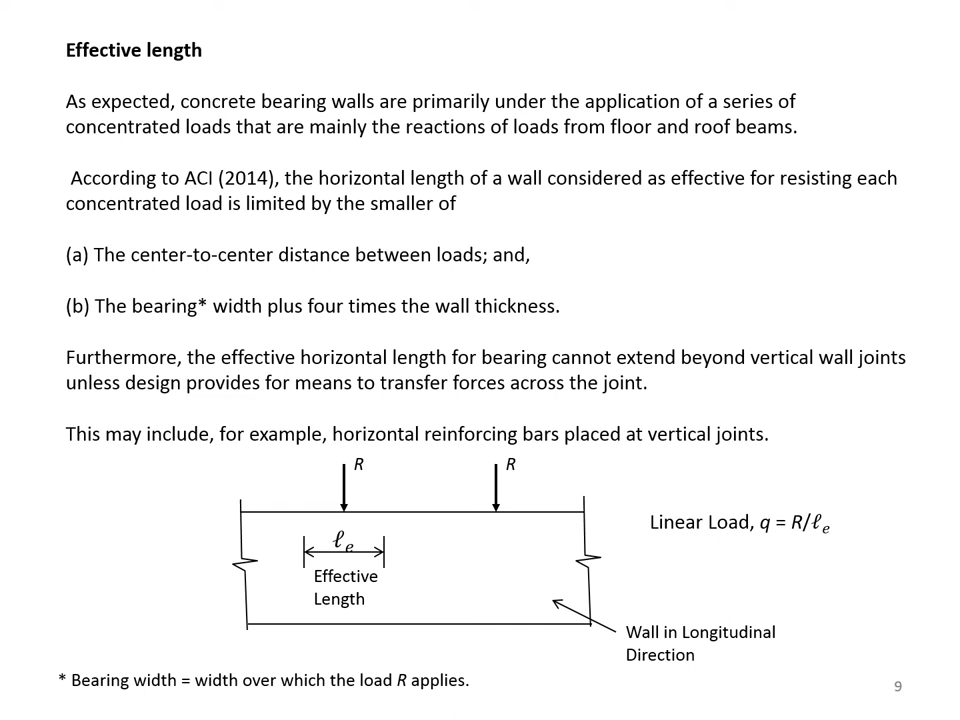 Effective length
As expected, concrete bearing walls are primarily under the application of a series of
concentrated loads that are mainly the reactions of loads from floor and roof beams.
According to ACI (2014), the horizontal length of a wall considered as effective for resisting each
concentrated load is limited by the smaller of
(a) The center-to-center distance between loads; and,
(b) The bearing* width plus four times the wall thickness.
Furthermore, the effective horizontal length for bearing cannot extend beyond vertical wall joints
unless design provides for means to transfer forces across the joint.
This may include, for example, horizontal reinforcing bars placed at vertical joints.
R
R
Linear Load, q = R/ℓₑ
ℓₑ
Effective
Length
Wall in Longitudinal
Direction
* Bearing width = width over which the load R applies.
9